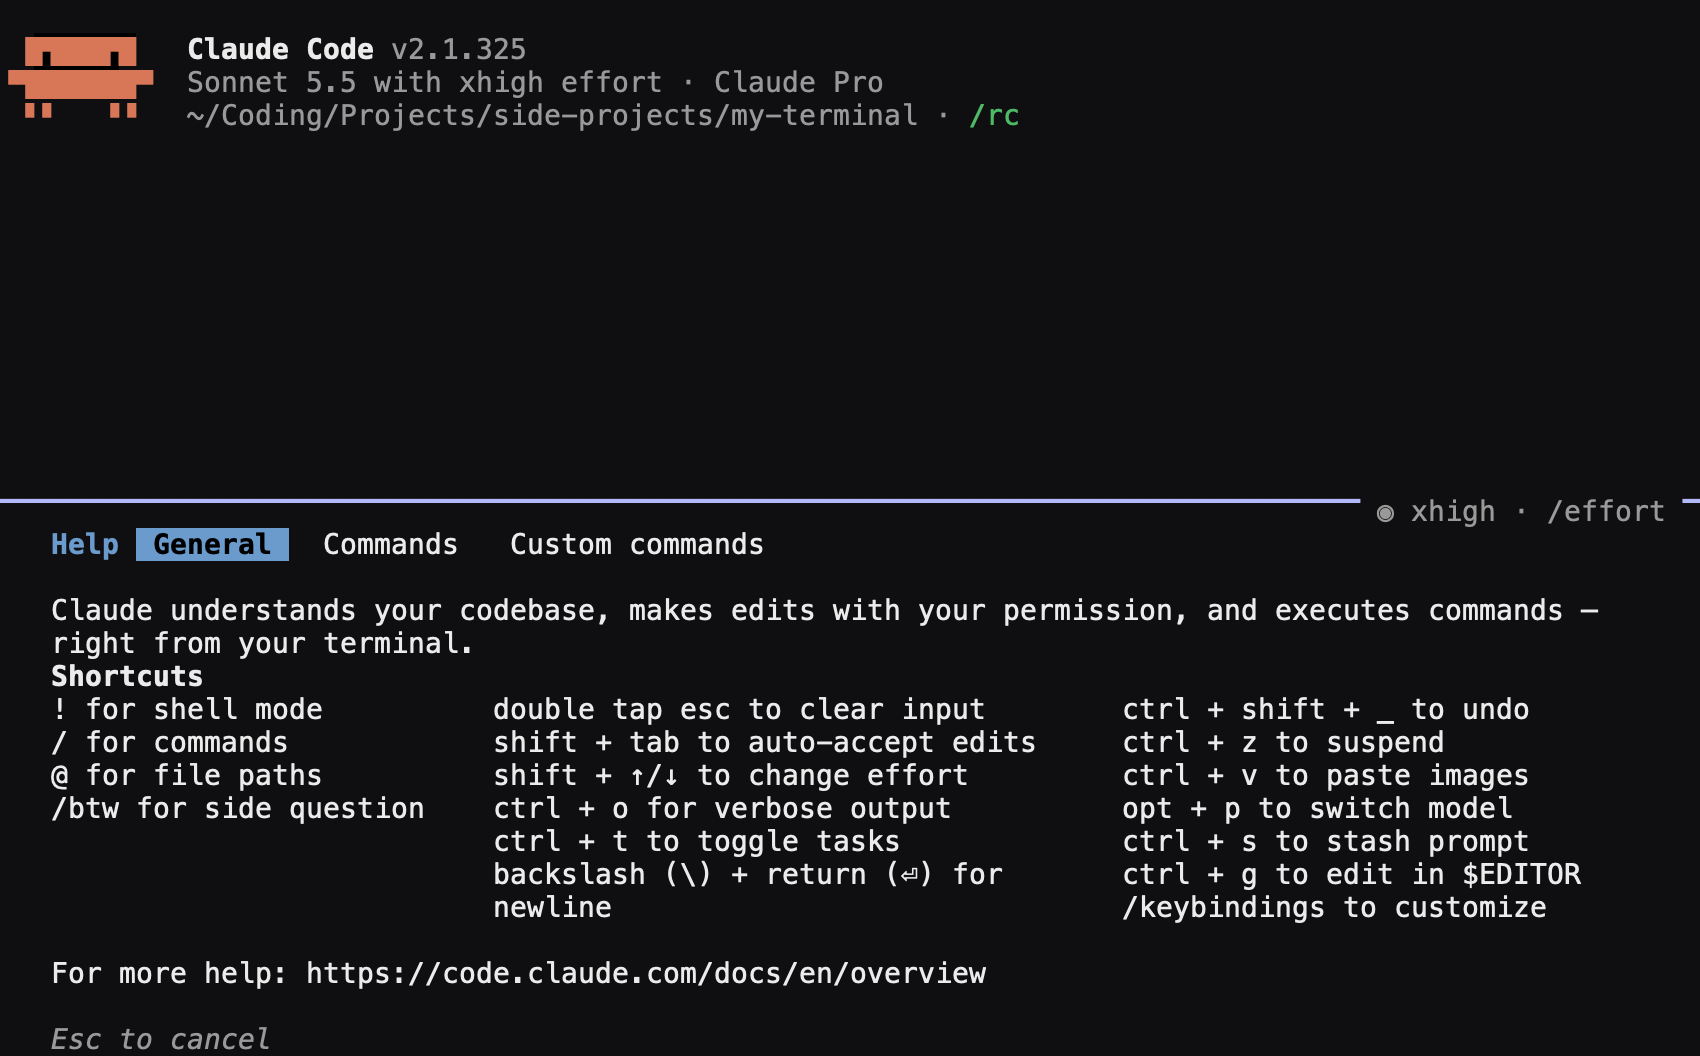 Claude Code v2.1.325
Sonnet 5.5 with xhigh effort · Claude Pro
~/Coding/Projects/side-projects/my-terminal · /rc
◉ xhigh · /effort
Help General Commands Custom commands
Claude understands your codebase, makes edits with your permission, and executes commands —
right from your terminal.
Shortcuts
! for shell mode double tap esc to clear input ctrl + shift + _ to undo
/ for commands shift + tab to auto-accept edits ctrl + z to suspend
@ for file paths shift + ↑/↓ to change effort ctrl + v to paste images
/btw for side question ctrl + o for verbose output opt + p to switch model
ctrl + t to toggle tasks ctrl + s to stash prompt
backslash (\) + return (⏎) for ctrl + g to edit in $EDITOR
newline /keybindings to customize
For more help: https://code.claude.com/docs/en/overview
Esc to cancel